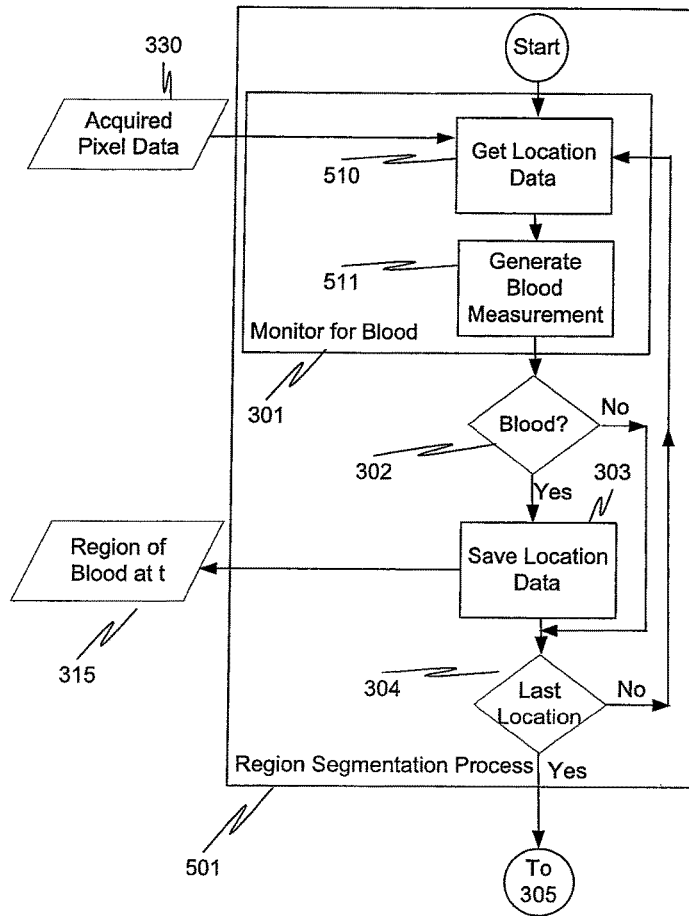 Start
330
Acquired
Pixel Data
510
Get Location
Data
511
Generate
Blood
Measurement
Monitor for Blood
301
Blood?
No
302
Yes
303
Save Location
Data
Region of
Blood at t
315
304
Last
Location
No
Region Segmentation Process
Yes
501
To
305